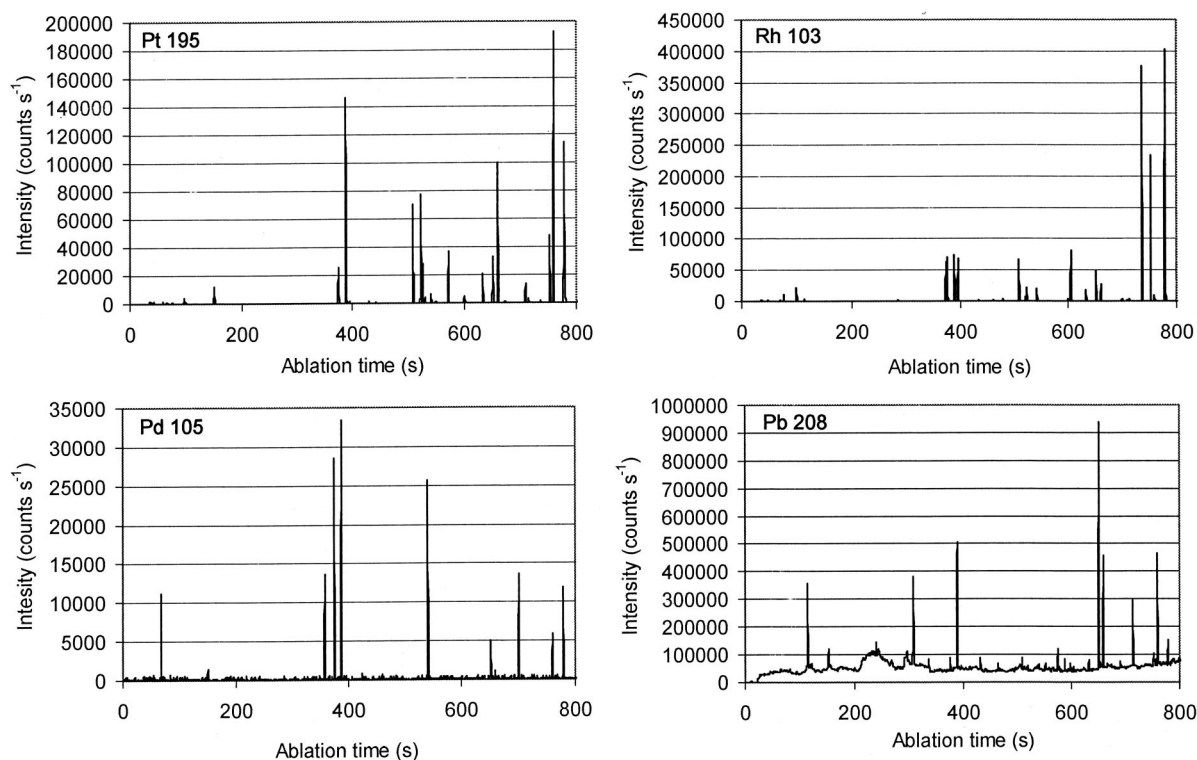 Pt 195
Intensity (counts s⁻¹)
200000
180000
160000
140000
120000
100000
80000
60000
40000
20000
0
0 200 400 600 800
Ablation time (s)
Rh 103
Intensity (counts s⁻¹)
450000
400000
350000
300000
250000
200000
150000
100000
50000
0
0 200 400 600 800
Ablation time (s)
Pd 105
Intesity (counts s⁻¹)
35000
30000
25000
20000
15000
10000
5000
0
0 200 400 600 800
Ablation time (s)
Pb 208
Intensity (counts s⁻¹)
1000000
900000
800000
700000
600000
500000
400000
300000
200000
100000
0
0 200 400 600 800
Ablation time (s)